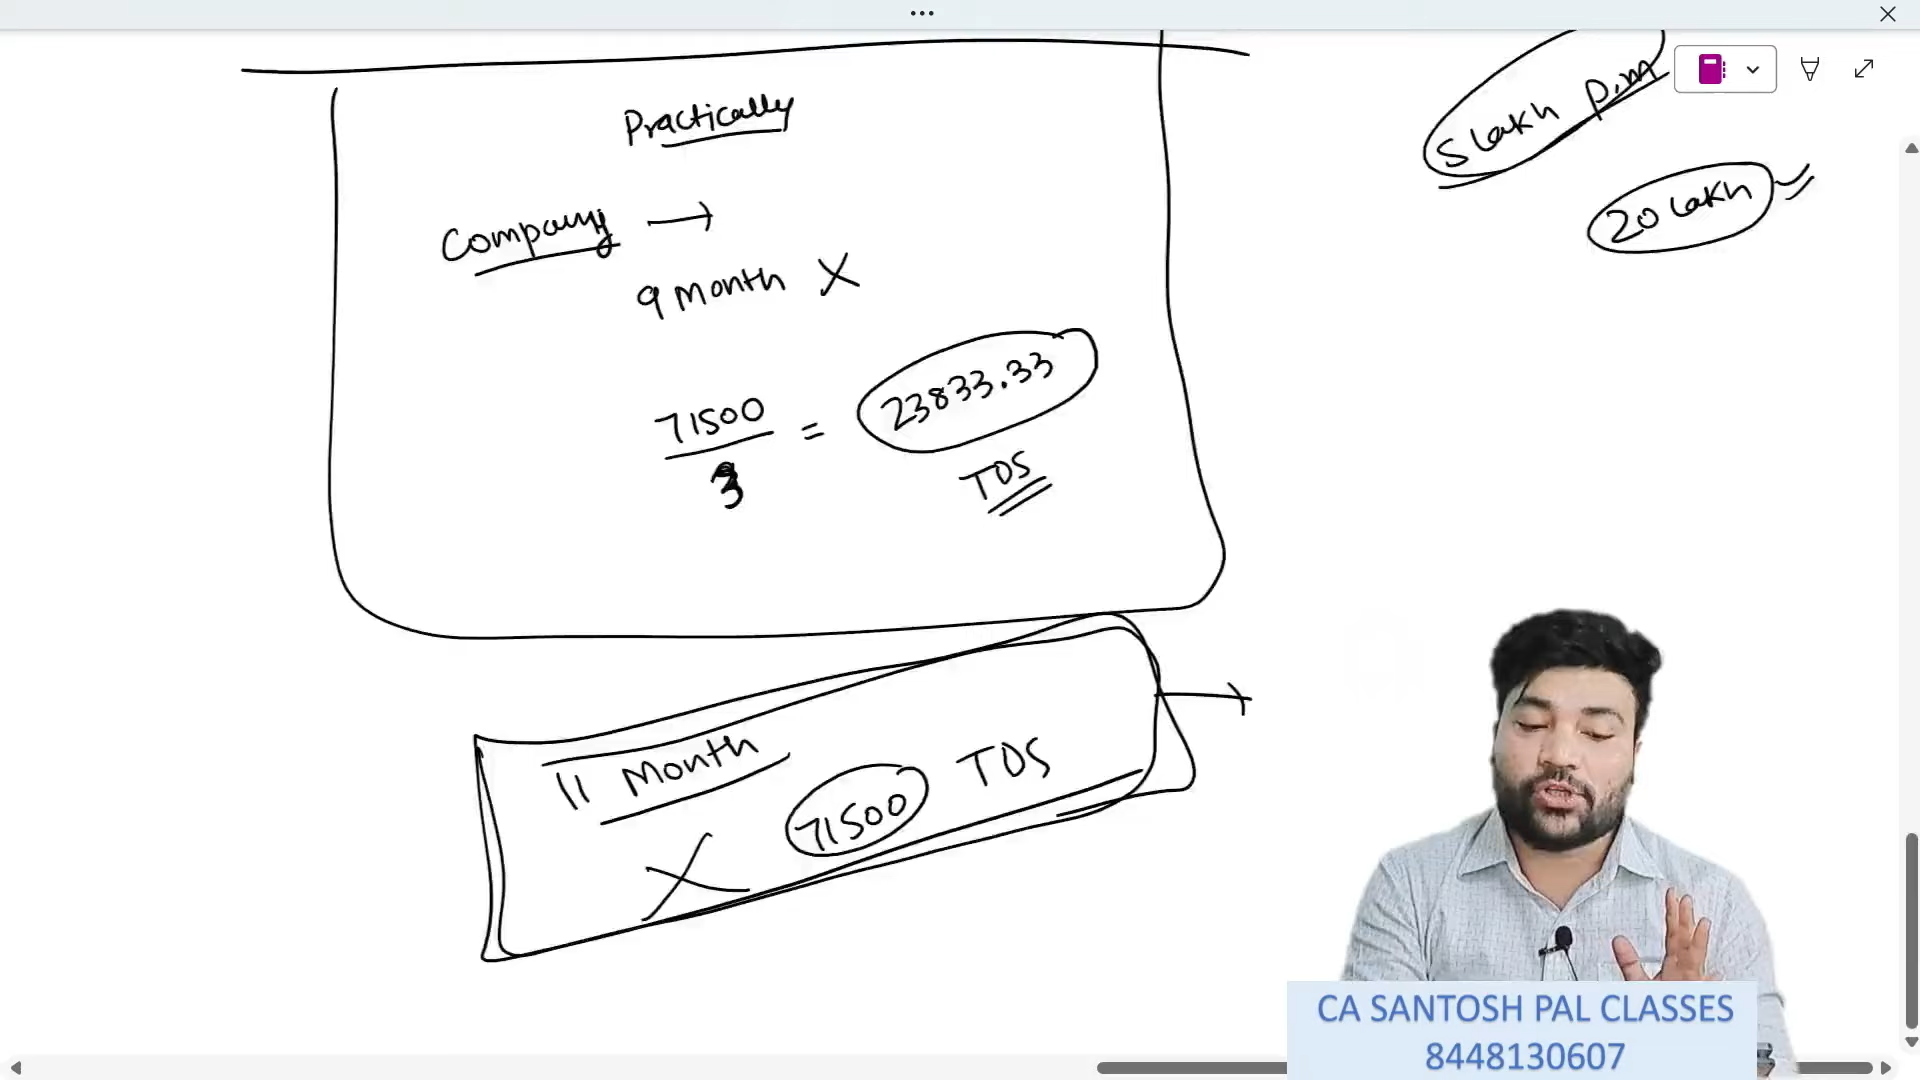 Practically
5 Lakh P.M
20 Lakh
Company →
9 Month X
71500 / 3 = 23833.33
TDS
11 Month
X 71500 TDS
CA SANTOSH PAL CLASSES
8448130607